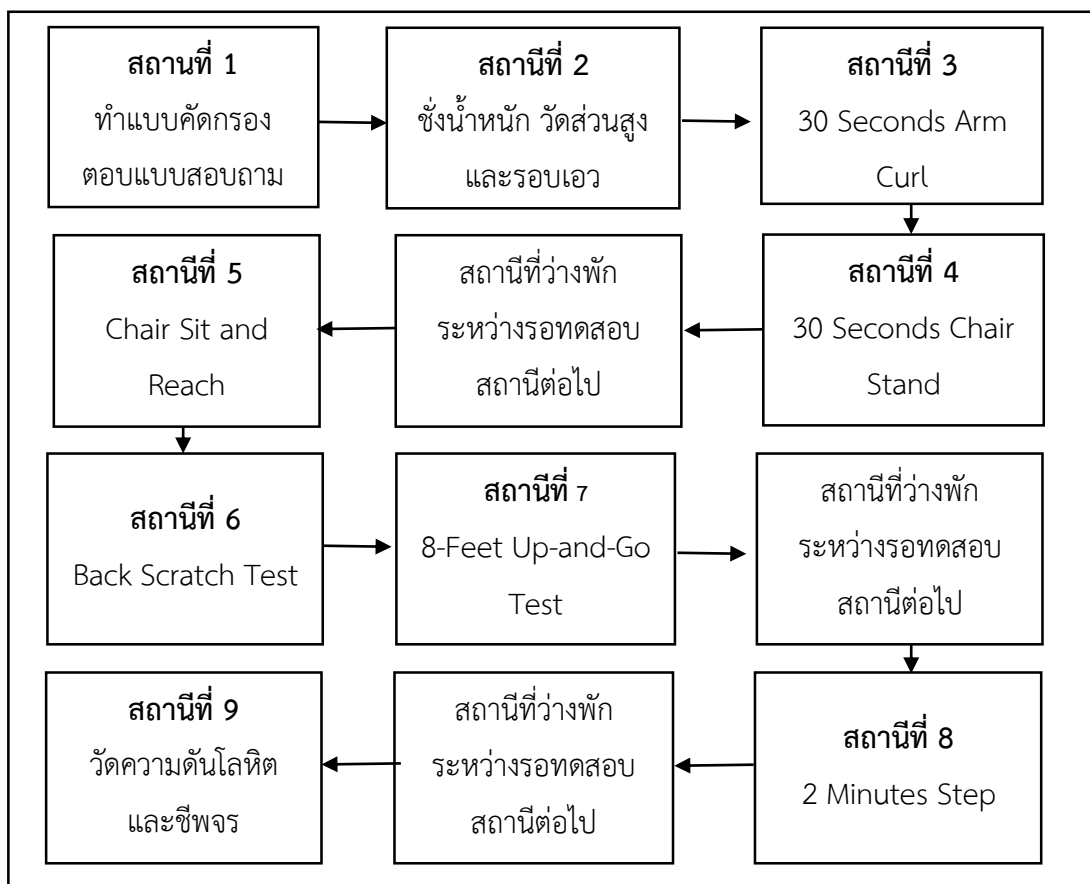 สถานที่ 1
ทำแบบคัดกรอง
ตอบแบบสอบถาม
สถานีที่ 2
ชั่งน้ำหนัก วัดส่วนสูง
และรอบเอว
สถานีที่ 3
30 Seconds Arm
Curl
สถานีที่ 4
30 Seconds Chair
Stand
สถานีที่ว่างพัก
ระหว่างรอทดสอบ
สถานีต่อไป
สถานีที่ 5
Chair Sit and
Reach
สถานีที่ 6
Back Scratch Test
สถานีที่ 7
8-Feet Up-and-Go
Test
สถานีที่ว่างพัก
ระหว่างรอทดสอบ
สถานีต่อไป
สถานีที่ 8
2 Minutes Step
สถานีที่ว่างพัก
ระหว่างรอทดสอบ
สถานีต่อไป
สถานีที่ 9
วัดความดันโลหิต
และชีพจร